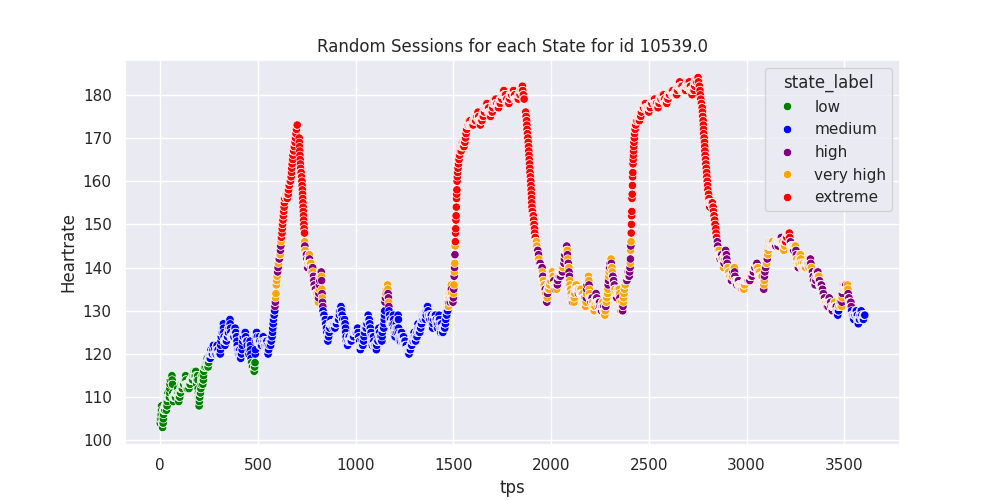 Random Sessions for each State for id 10539.0
Heartrate
180
170
160
150
140
130
120
110
100
0 500 1000 1500 2000 2500 3000 3500
tps
state_label
low
medium
high
very high
extreme